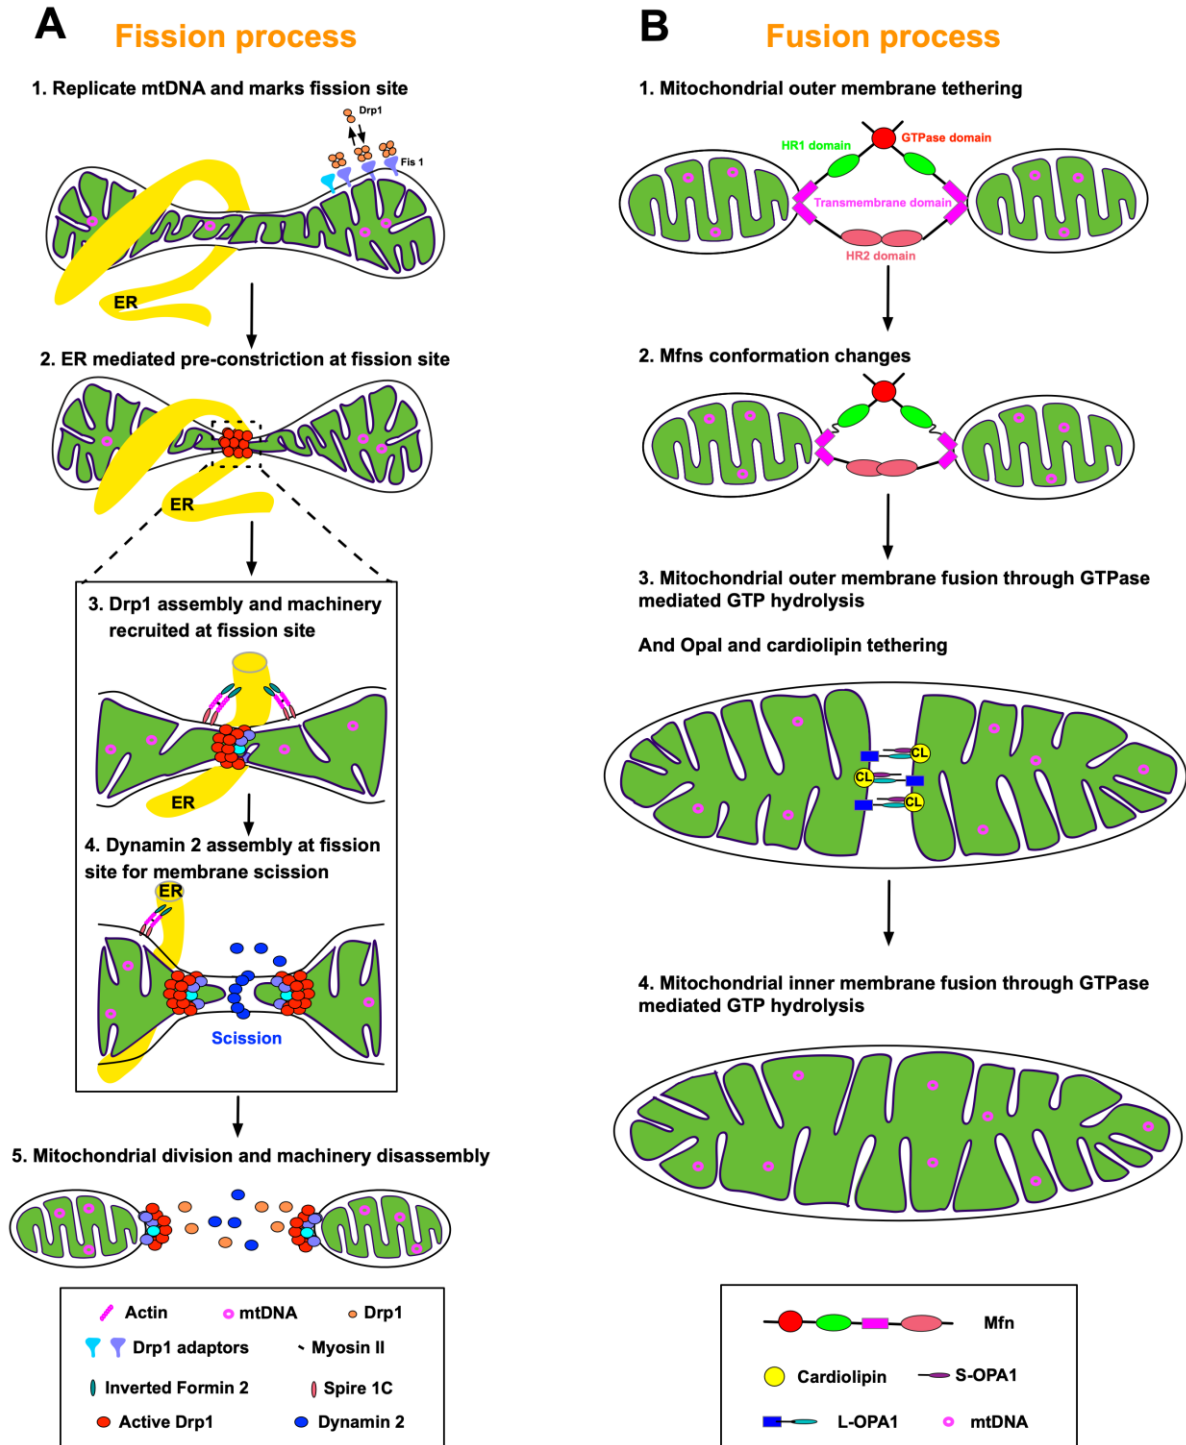 A
Fission process
1. Replicate mtDNA and marks fission site
Drp1
Fis 1
ER
2. ER mediated pre-constriction at fission site
ER
3. Drp1 assembly and machinery
recruited at fission site
ER
4. Dynamin 2 assembly at fission
site for membrane scission
ER
Scission
5. Mitochondrial division and machinery disassembly
Actin
mtDNA
Drp1
Drp1 adaptors
Myosin II
Inverted Formin 2
Spire 1C
Active Drp1
Dynamin 2
B
Fusion process
1. Mitochondrial outer membrane tethering
HR1 domain
GTPase domain
Transmembrane domain
HR2 domain
2. Mfns conformation changes
3. Mitochondrial outer membrane fusion through GTPase
mediated GTP hydrolysis
And Opal and cardiolipin tethering
CL
CL
CL
4. Mitochondrial inner membrane fusion through GTPase
mediated GTP hydrolysis
Mfn
Cardiolipin
S-OPA1
L-OPA1
mtDNA